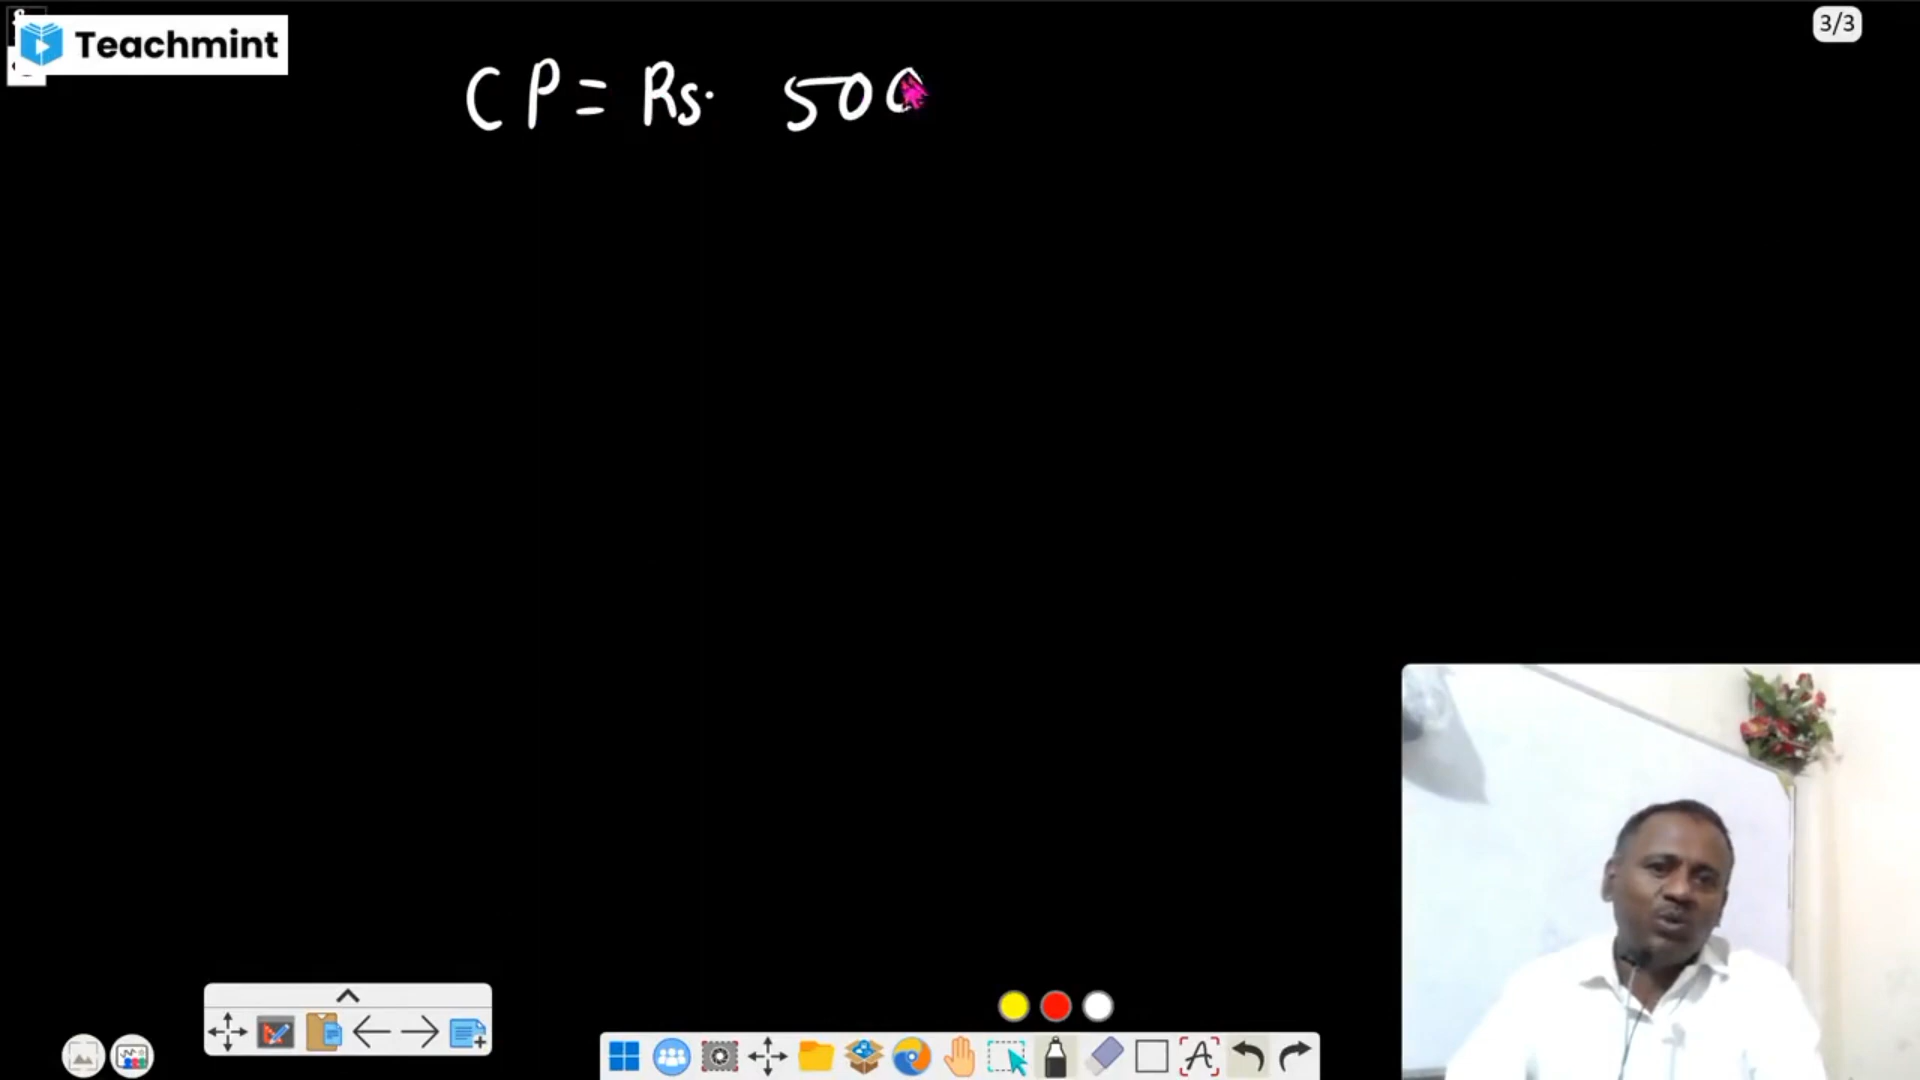 Teachmint
3/3
CP = Rs. 500